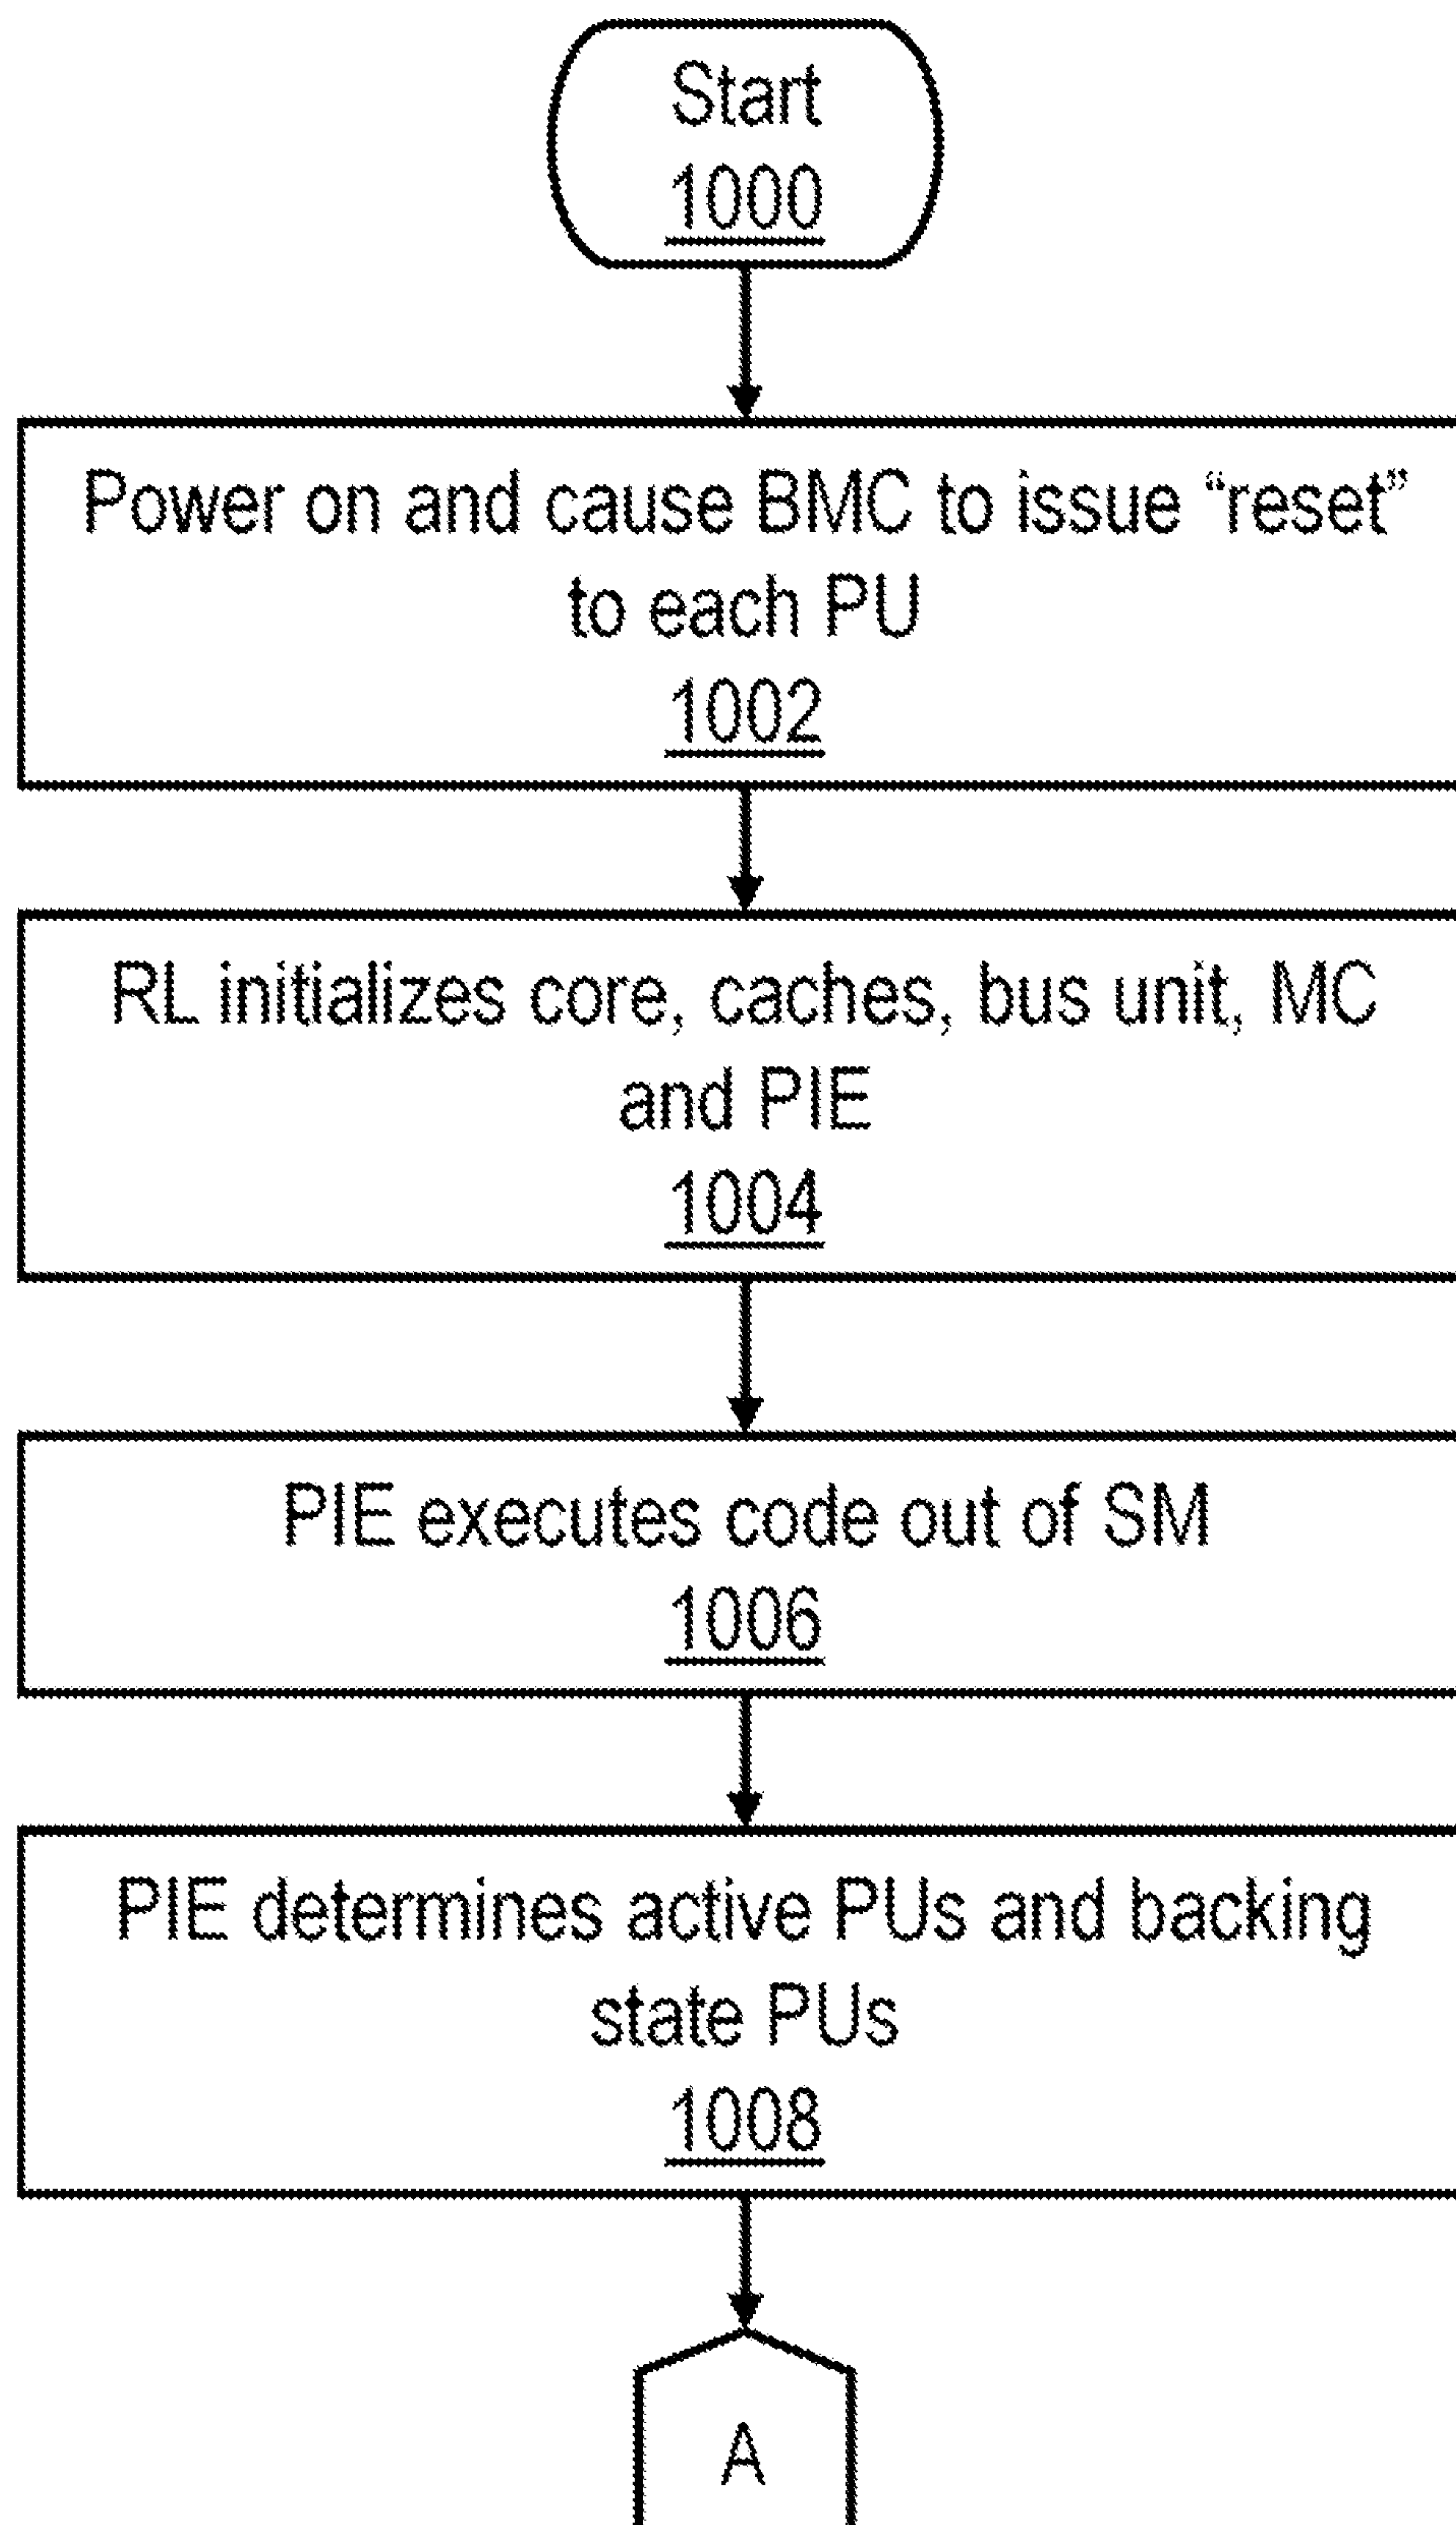 Start
1000
Power on and cause BMC to issue “reset”
to each PU
1002
RL initializes core, caches, bus unit, MC
and PIE
1004
PIE executes code out of SM
1006
PIE determines active PUs and backing
state PUs
1008
A